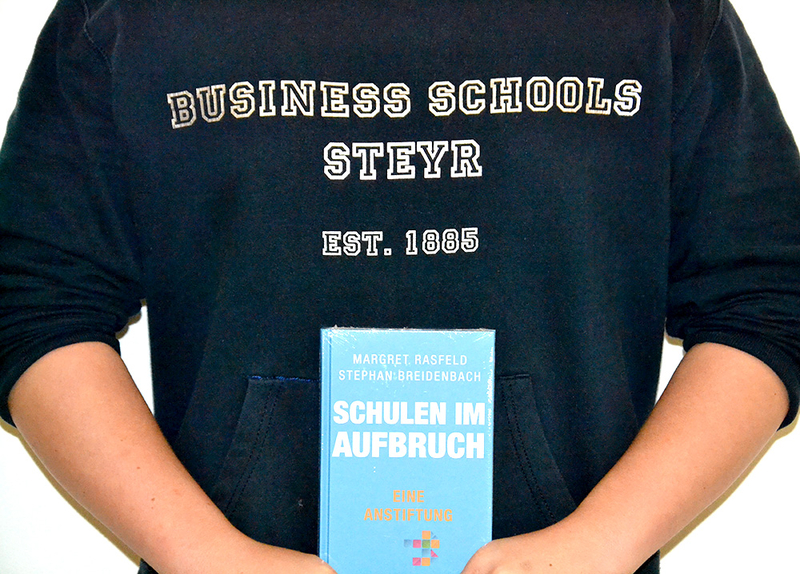 BUSINESS SCHOOLS
STEYR
EST. 1885
MARGRET RASFELD
STEPHAN BREIDENBACH
SCHULEN IM
AUFBRUCH
EINE
ANSTIFTUNG